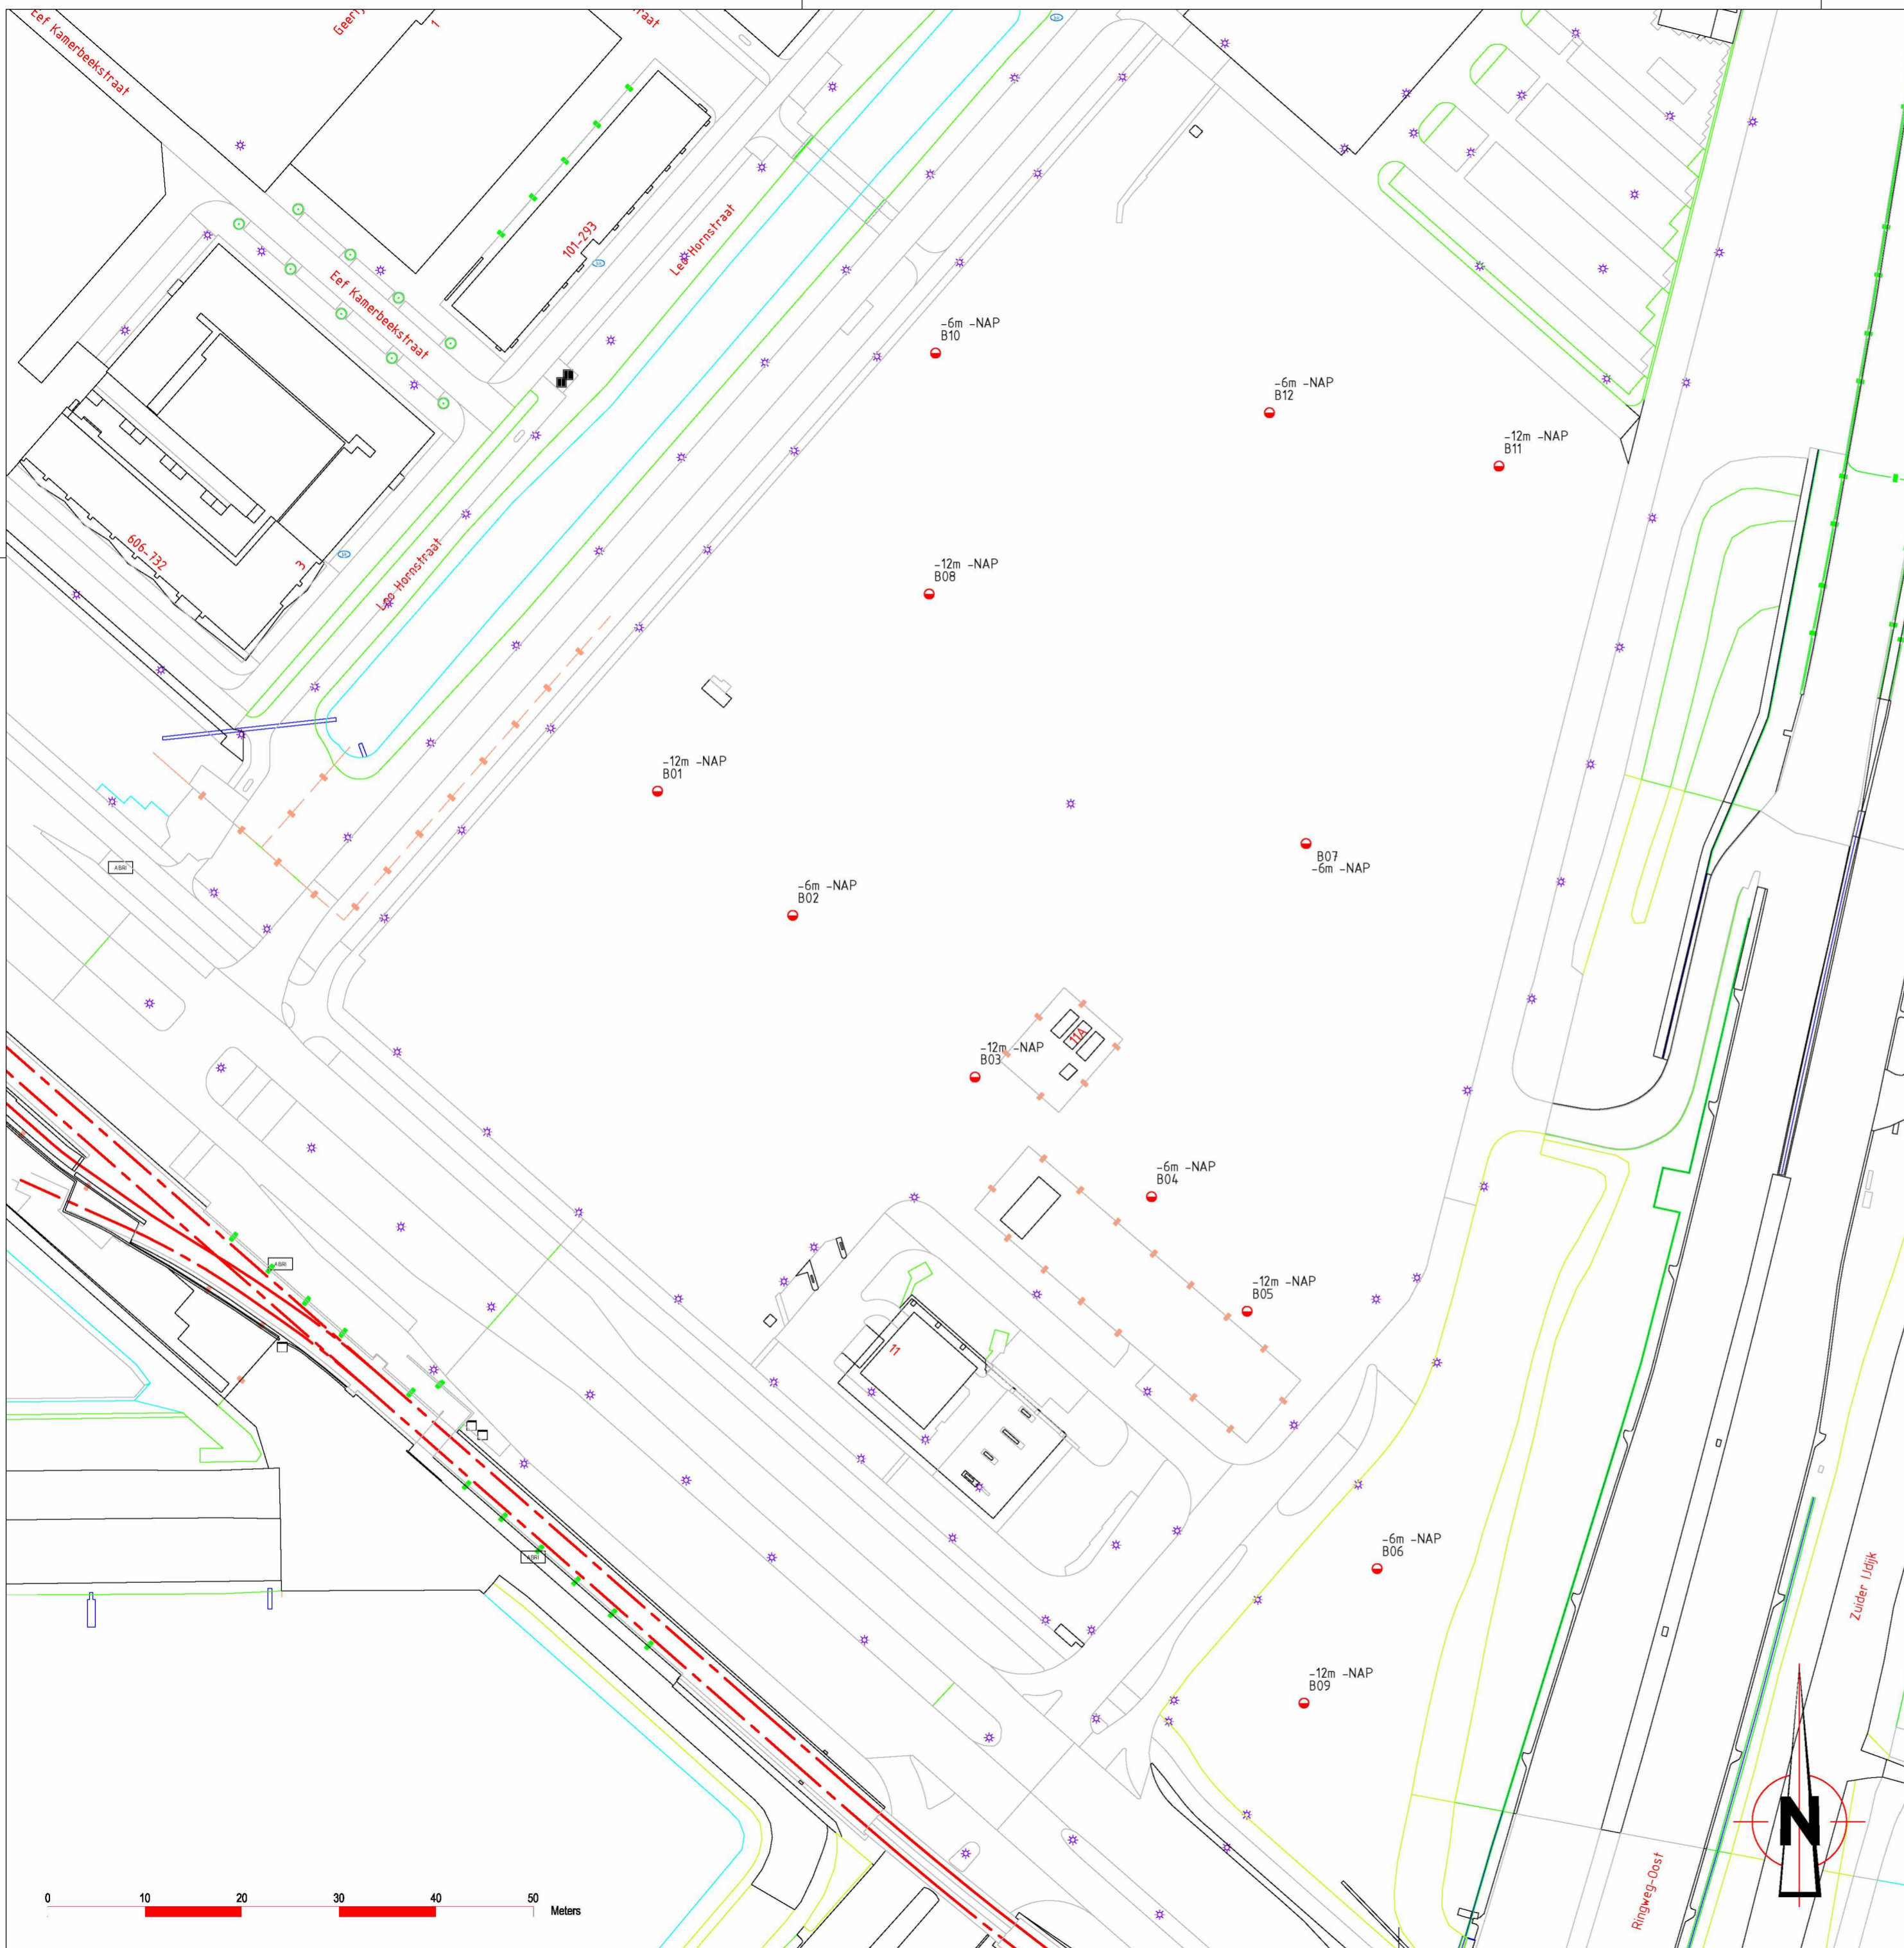 Eef Kamerbeekstraat
Geerl
1
raat
101-293
Leo Hornstraat
Eef Kamerbeekstraat
-6m -NAP
B10
-6m -NAP
B12
-12m -NAP
B11
606-732
3
Leo Hornstraat
-12m -NAP
B08
-12m -NAP
B01
ABRI
B07
-6m -NAP
-6m -NAP
B02
11A
-12m -NAP
B03
-6m -NAP
B04
ABRI
-12m -NAP
B05
11
ABRI
-6m -NAP
B06
Zuider IJdijk
-12m -NAP
B09
N
Ringweg-Oost
0 10 20 30 40 50 Meters